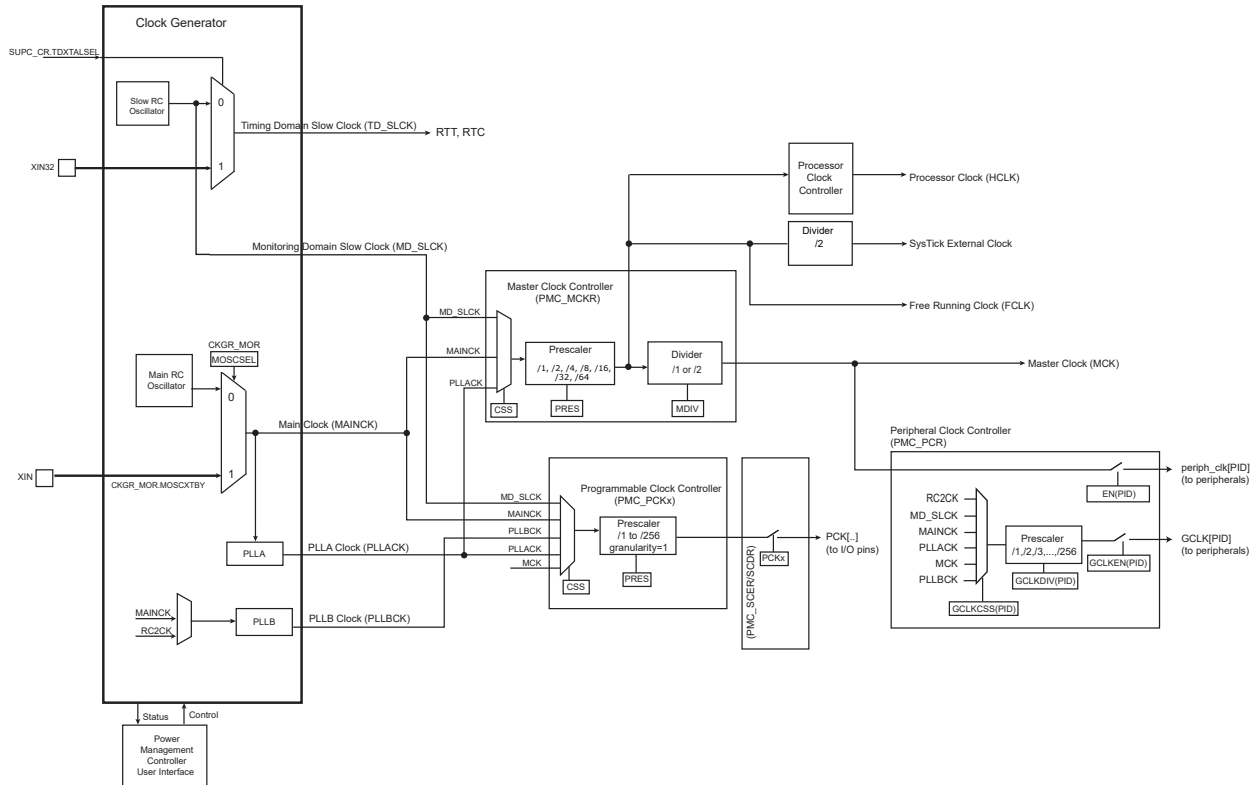 Clock Generator
SUPC_CR.TDXTALSEL
Slow RC
Oscillator
0
1
Timing Domain Slow Clock (TD_SLCK)
RTT, RTC
XIN32
Monitoring Domain Slow Clock (MD_SLCK)
Processor
Clock
Controller
Processor Clock (HCLK)
Divider
/2
SysTick External Clock
Free Running Clock (FCLK)
Master Clock Controller
(PMC_MCKR)
MD_SLCK
MAINCK
PLLACK
CSS
Prescaler
/1, /2, /4, /8, /16,
/32, /64
PRES
Divider
/1 or /2
MDIV
Master Clock (MCK)
CKGR_MOR
MOSCSEL
Main RC
Oscillator
0
1
Main Clock (MAINCK)
XIN
CKGR_MOR.MOSCXTBY
PLLA
PLLA Clock (PLLACK)
MAINCK
RC2CK
PLLB
PLLB Clock (PLLBCK)
Programmable Clock Controller
(PMC_PCKx)
MD_SLCK
MAINCK
PLLBCK
PLLACK
MCK
CSS
Prescaler
/1 to /256
granularity=1
PRES
(PMC_SCER/SCDR)
PCKx
PCK[..]
(to I/O pins)
Peripheral Clock Controller
(PMC_PCR)
EN(PID)
periph_clk[PID]
(to peripherals)
RC2CK
MD_SLCK
MAINCK
PLLACK
MCK
PLLBCK
GCLKCSS(PID)
Prescaler
/1,/2,/3,...,/256
GCLKDIV(PID)
GCLKEN(PID)
GCLK[PID]
(to peripherals)
Status
Control
Power
Management
Controller
User Interface